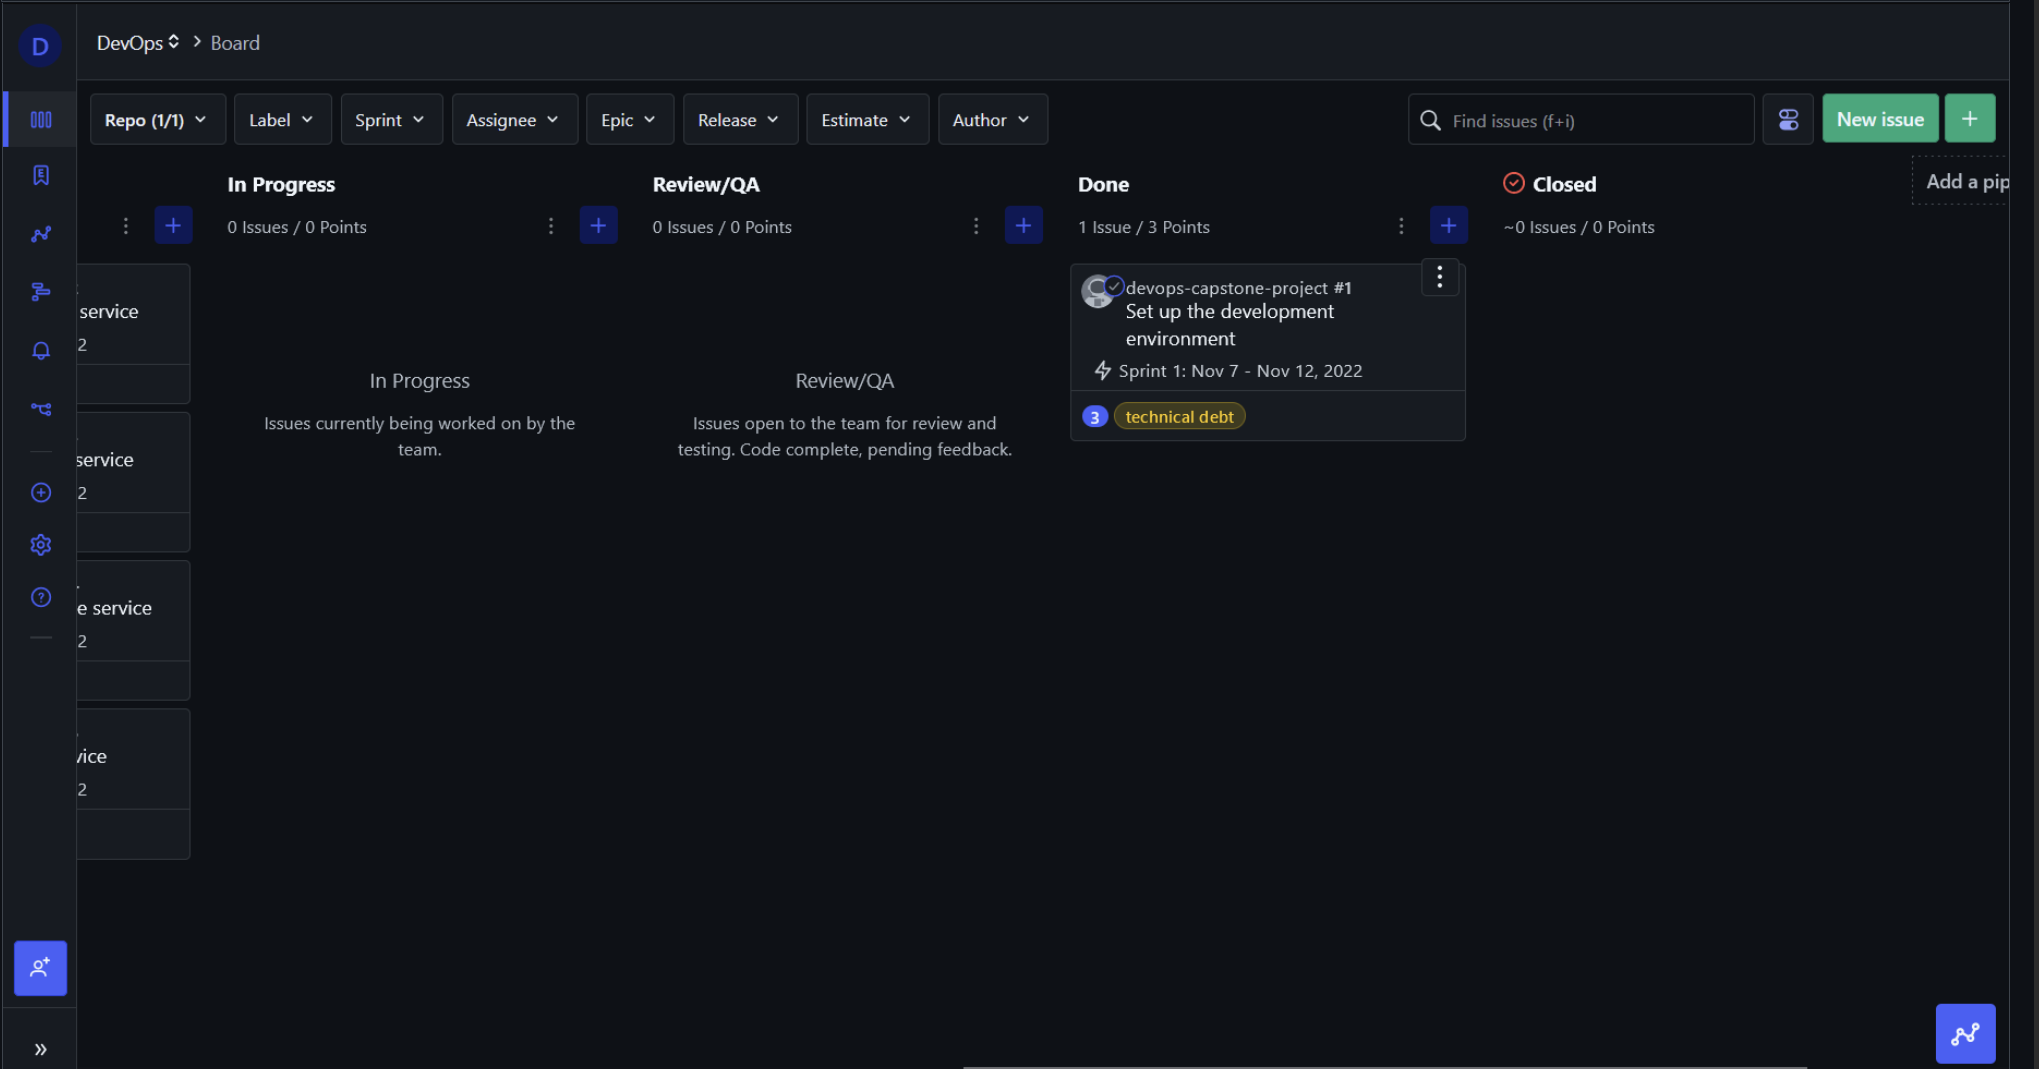 D
DevOps > Board
Repo (1/1)
Label
Sprint
Assignee
Epic
Release
Estimate
Author
Find issues (f+i)
New issue
+
In Progress
0 Issues / 0 Points
Review/QA
0 Issues / 0 Points
Done
1 Issue / 3 Points
Closed
~0 Issues / 0 Points
Add a pip
service
2
service
2
e service
2
vice
2
In Progress
Issues currently being worked on by the
team.
Review/QA
Issues open to the team for review and
testing. Code complete, pending feedback.
devops-capstone-project #1
Set up the development
environment
Sprint 1: Nov 7 - Nov 12, 2022
3
technical debt